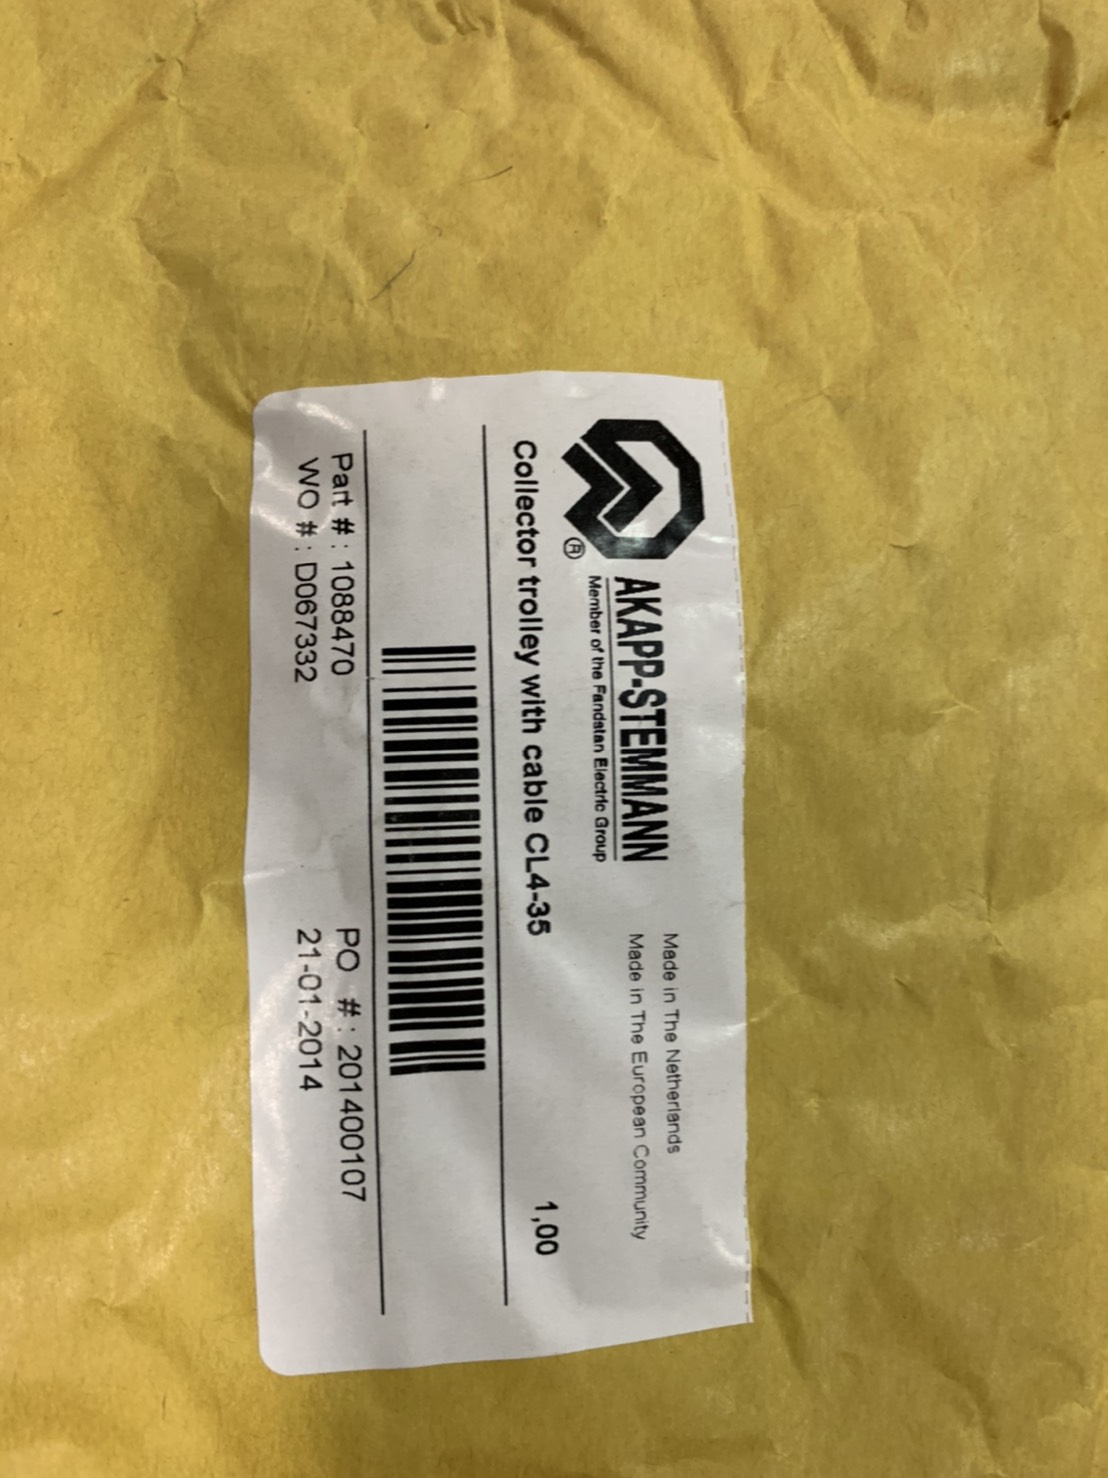 AKAPP-STEMMANN
Member of the Fandstan Electric Group
®
Made in The Netherlands
Made in The European Community
Collector trolley with cable CL4-35 1,00
Part #: 1088470 PO #: 201400107
WO #: D067332 21-01-2014